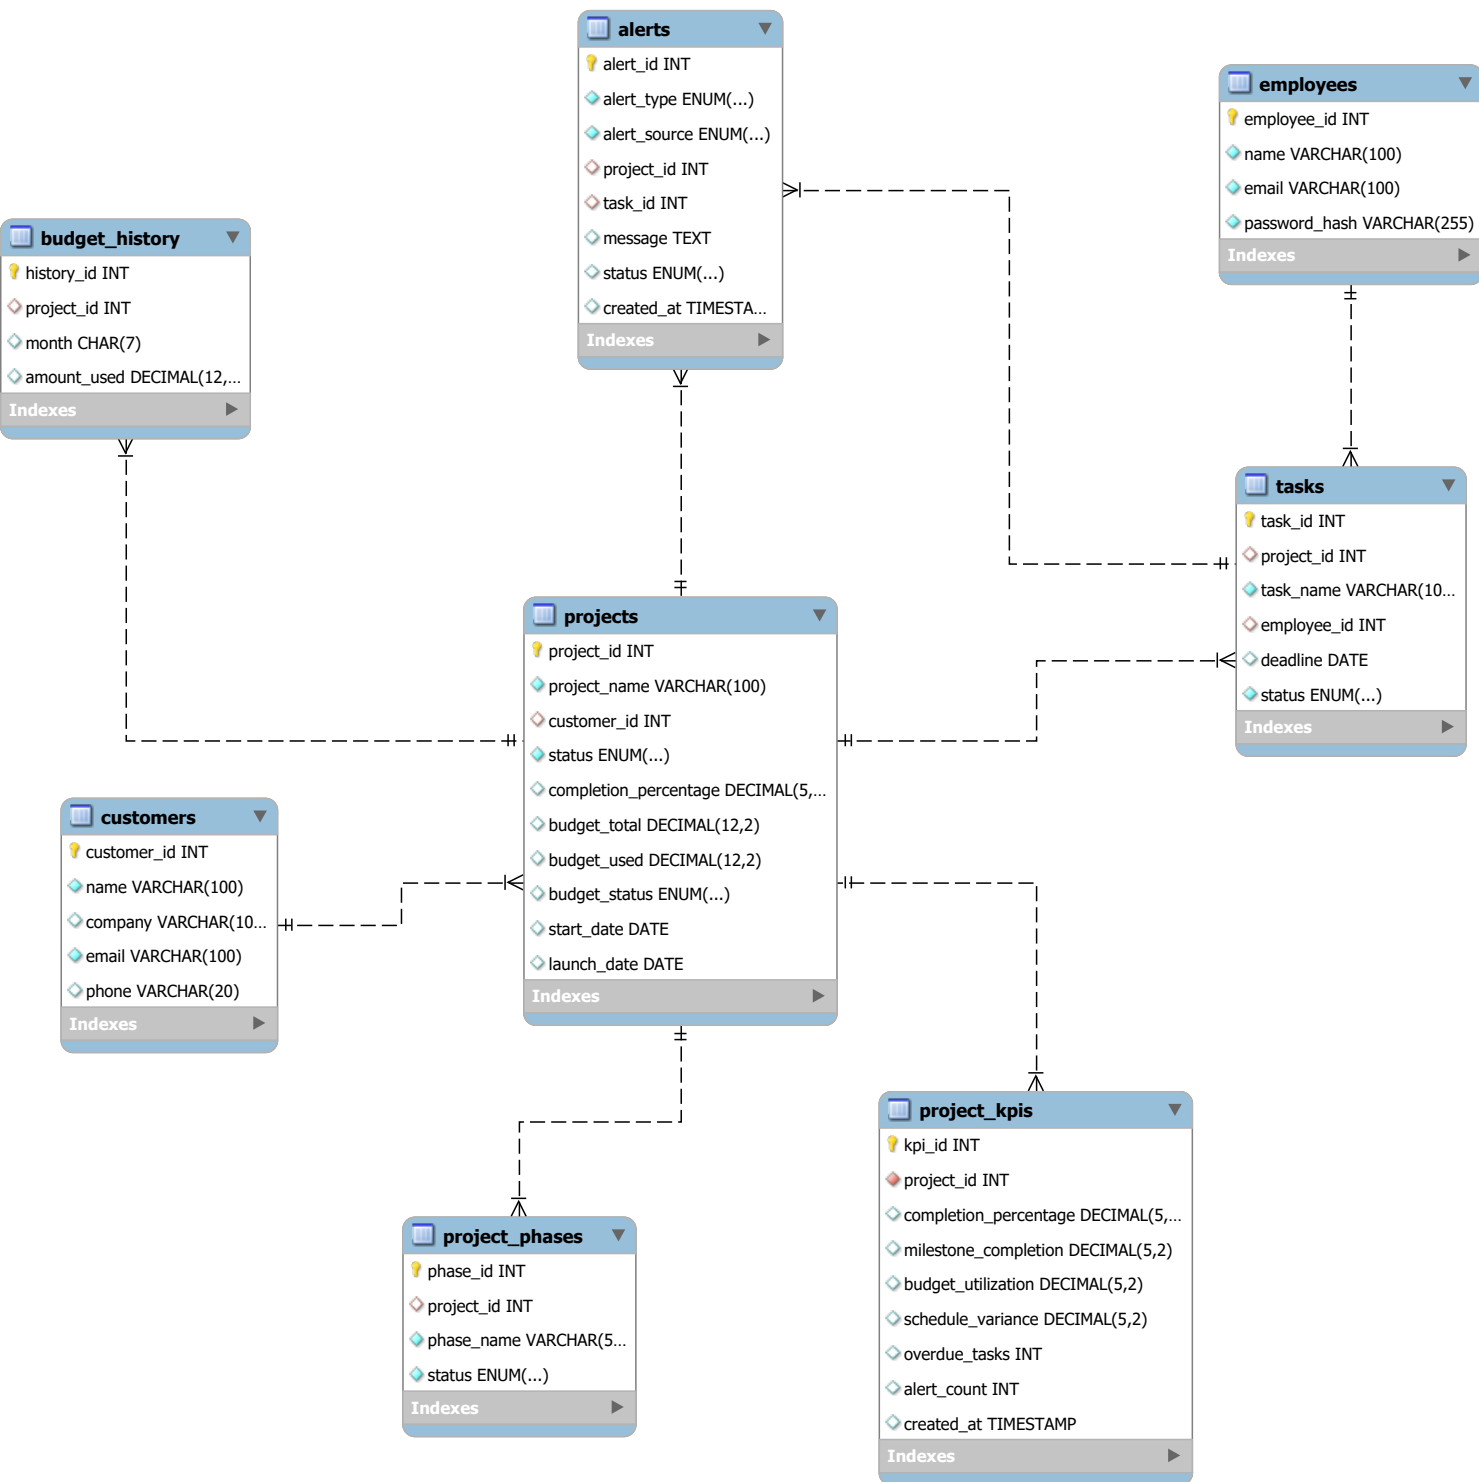 alerts
alert_id INT
alert_type ENUM(...)
alert_source ENUM(...)
project_id INT
task_id INT
message TEXT
status ENUM(...)
created_at TIMESTA...
Indexes
employees
employee_id INT
name VARCHAR(100)
email VARCHAR(100)
password_hash VARCHAR(255)
Indexes
budget_history
history_id INT
project_id INT
month CHAR(7)
amount_used DECIMAL(12,...
Indexes
tasks
task_id INT
project_id INT
task_name VARCHAR(10...
employee_id INT
deadline DATE
status ENUM(...)
Indexes
projects
project_id INT
project_name VARCHAR(100)
customer_id INT
status ENUM(...)
completion_percentage DECIMAL(5,...
budget_total DECIMAL(12,2)
budget_used DECIMAL(12,2)
budget_status ENUM(...)
start_date DATE
launch_date DATE
Indexes
customers
customer_id INT
name VARCHAR(100)
company VARCHAR(10...
email VARCHAR(100)
phone VARCHAR(20)
Indexes
project_kpis
kpi_id INT
project_id INT
completion_percentage DECIMAL(5,...
milestone_completion DECIMAL(5,2)
budget_utilization DECIMAL(5,2)
schedule_variance DECIMAL(5,2)
overdue_tasks INT
alert_count INT
created_at TIMESTAMP
Indexes
project_phases
phase_id INT
project_id INT
phase_name VARCHAR(5...
status ENUM(...)
Indexes